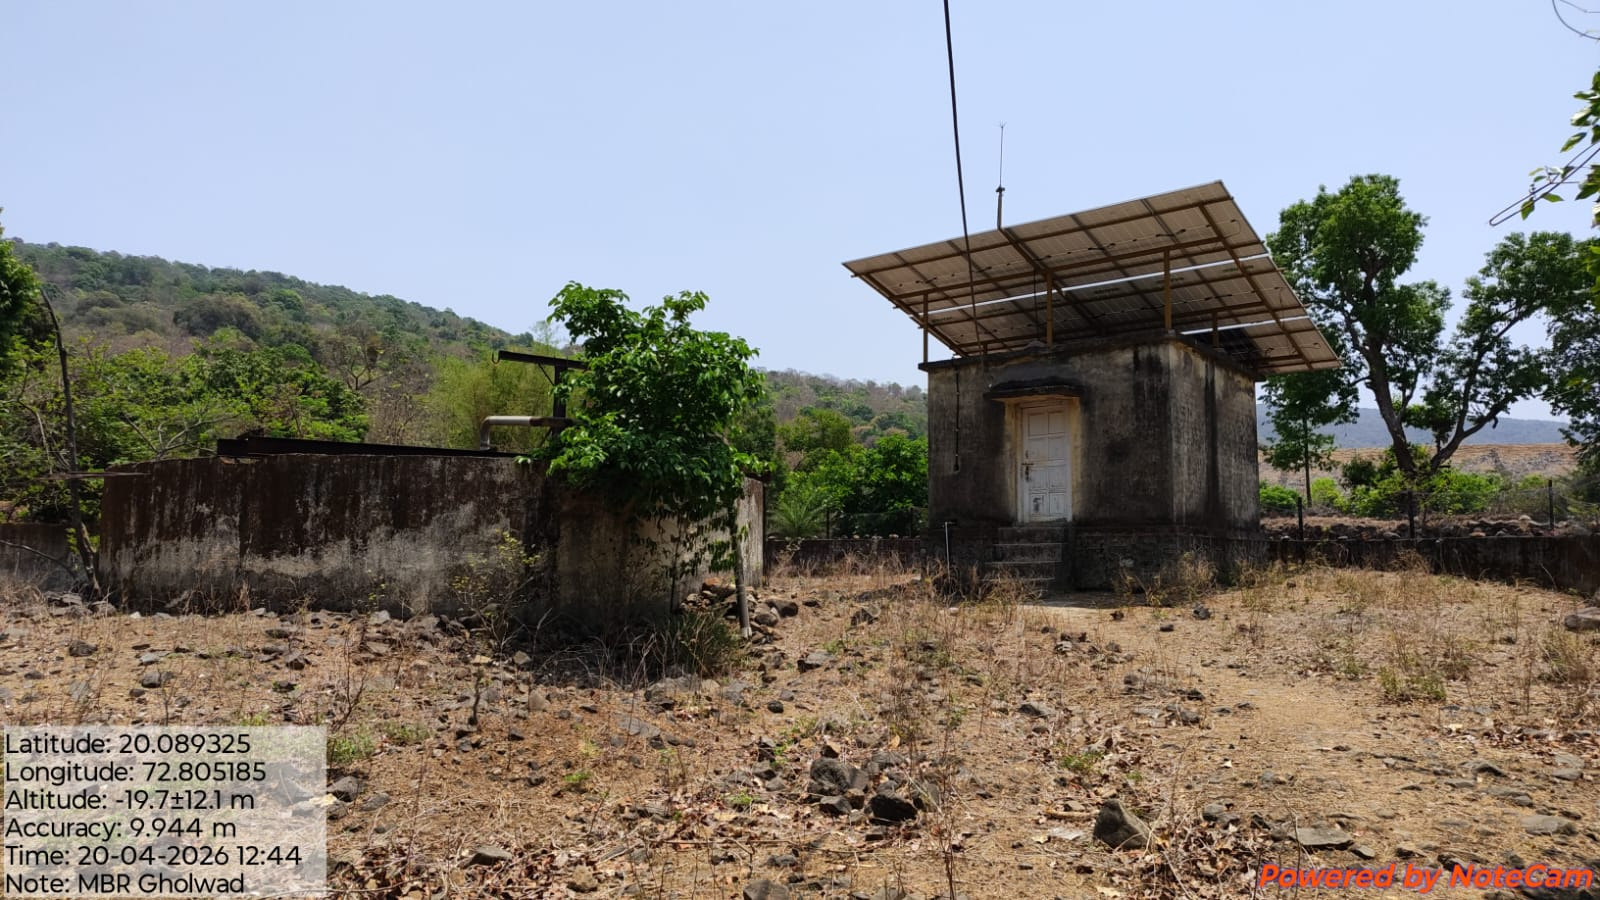 Latitude: 20.089325
Longitude: 72.805185
Altitude: -19.7±12.1 m
Accuracy: 9.944 m
Time: 20-04-2026 12:44
Note: MBR Gholwad
Powered by NoteCam